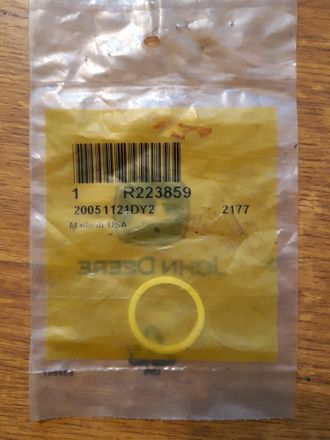 1 R223859
20051121DY2 2177
Made in USA
JOHN DEERE